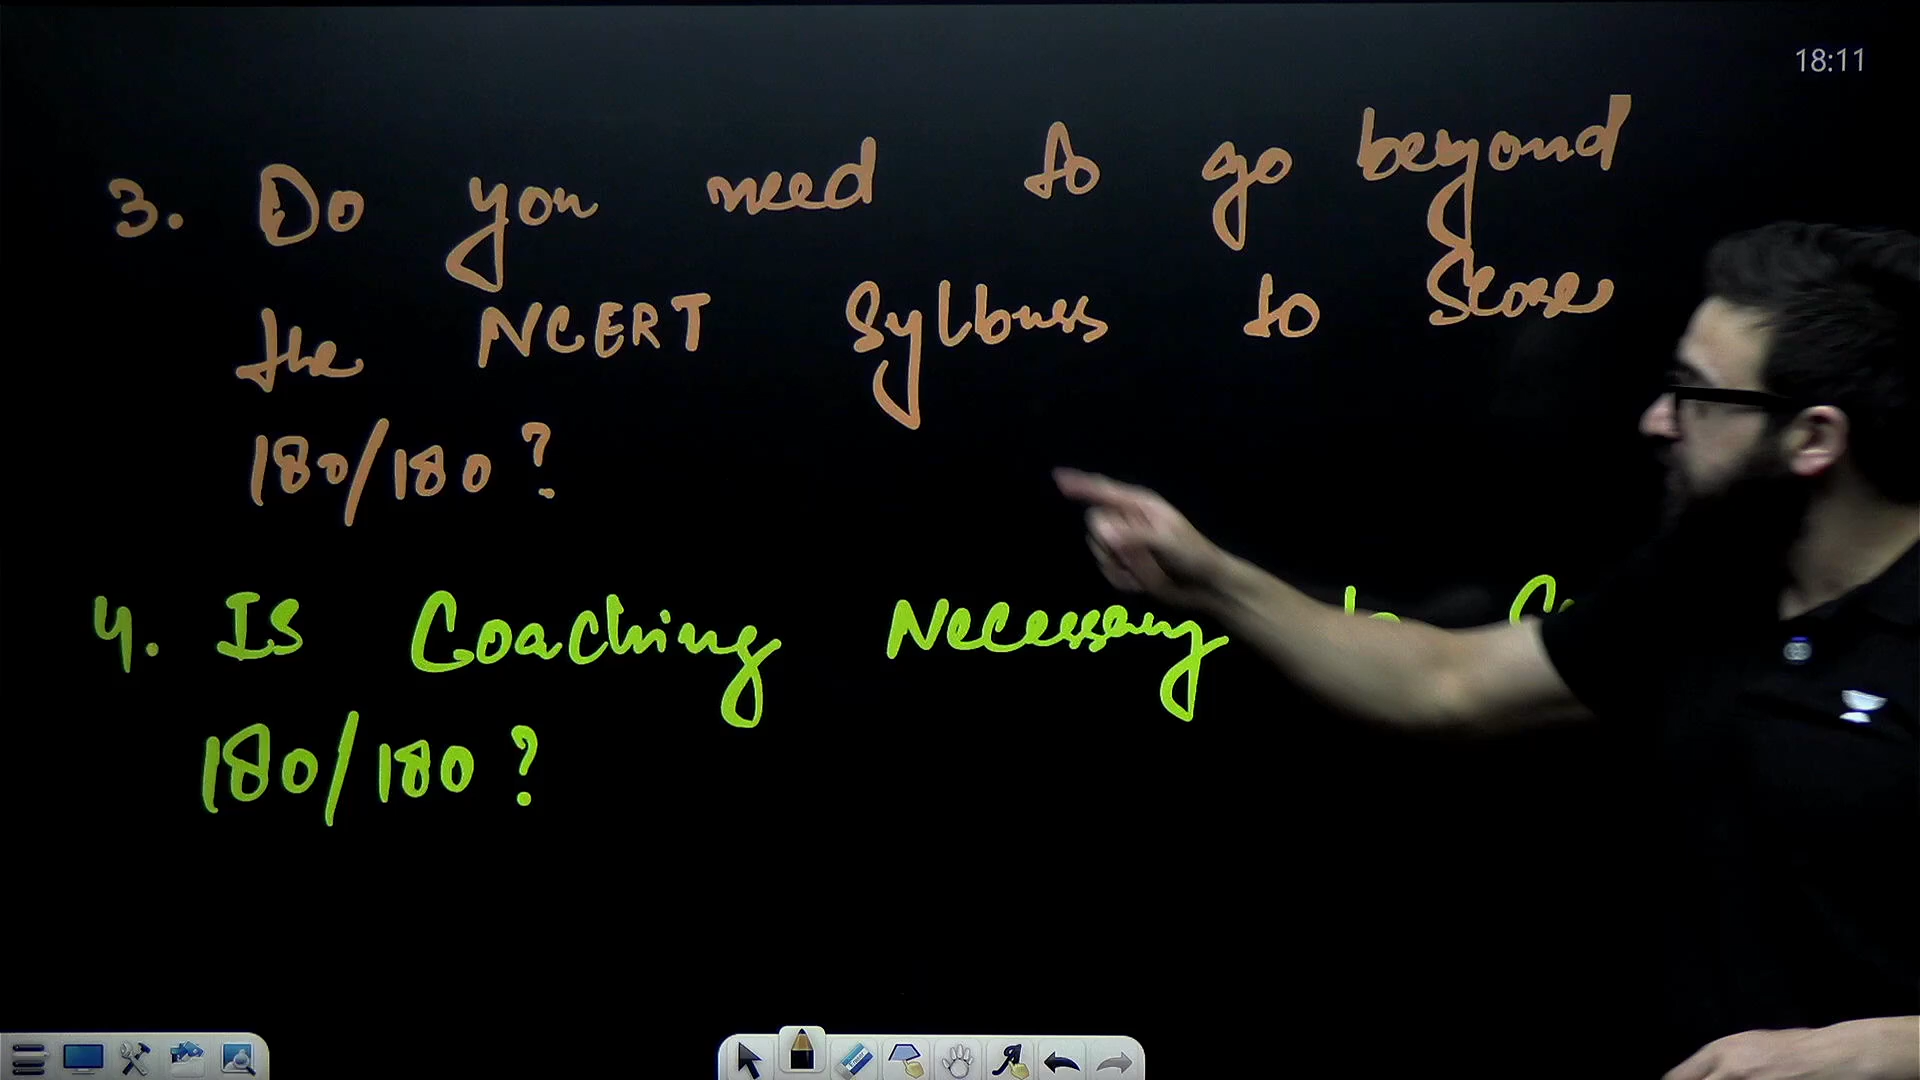 18:11
3. Do you need to go beyond
the NCERT Sylbuss to Score
180/180?
4. Is Coaching Necessary
180/180?